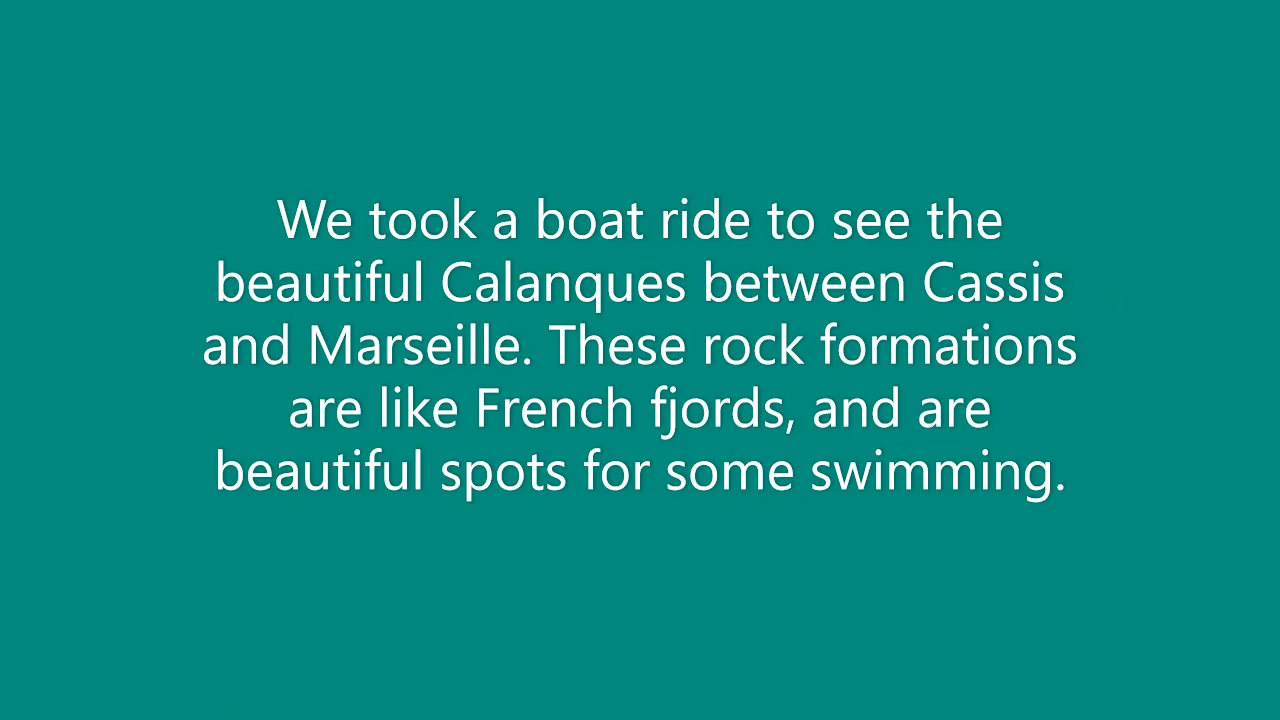 We took a boat ride to see the
beautiful Calanques between Cassis
and Marseille. These rock formations
are like French fjords, and are
beautiful spots for some swimming.